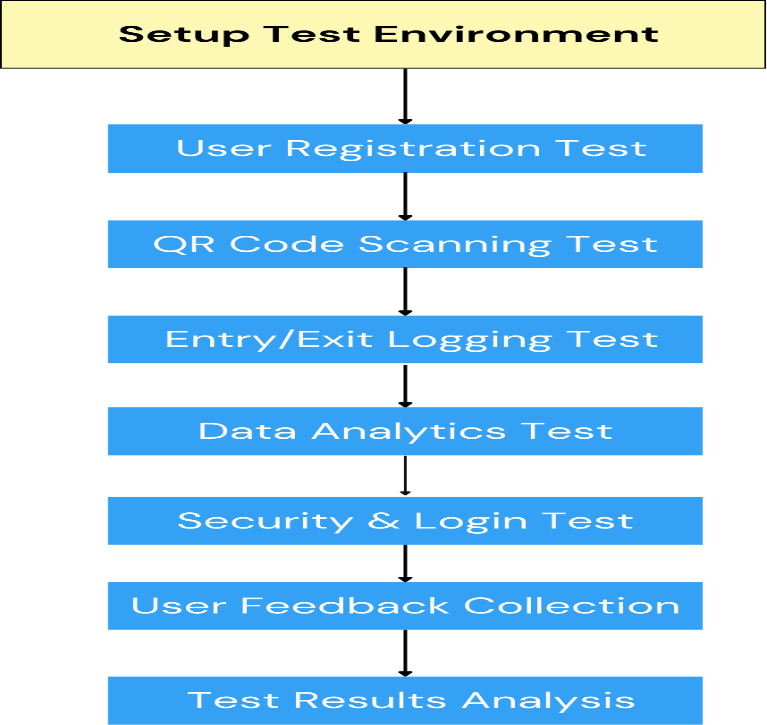 Setup Test Environment
User Registration Test
QR Code Scanning Test
Entry/Exit Logging Test
Data Analytics Test
Security & Login Test
User Feedback Collection
Test Results Analysis